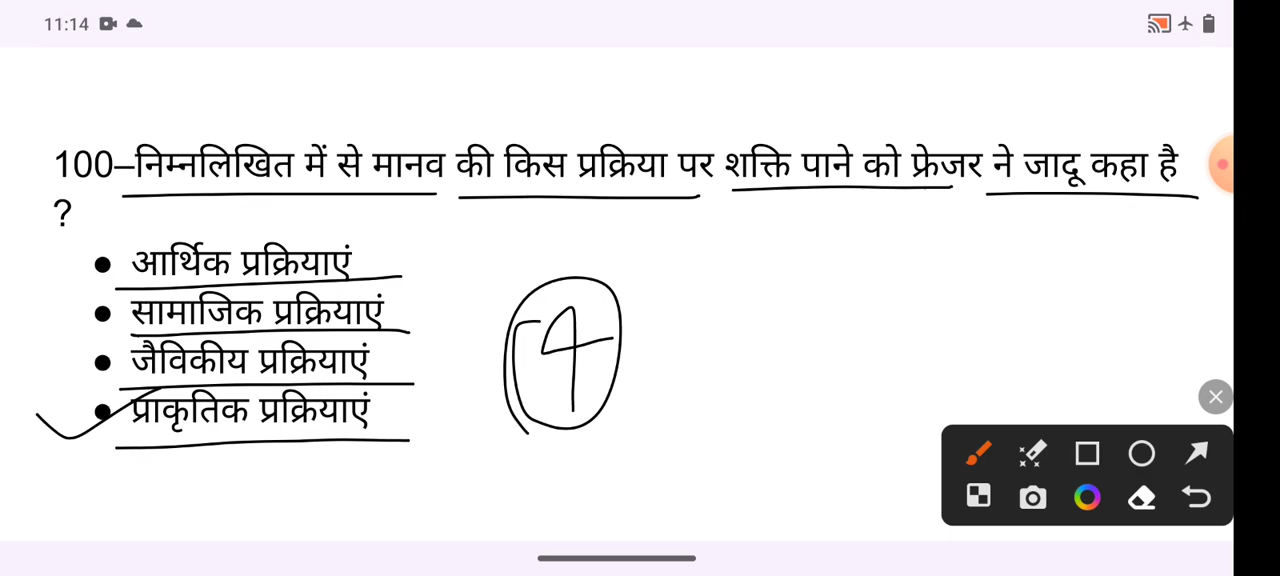 11:14
100–निम्नलिखित में से मानव की किस प्रक्रिया पर शक्ति पाने को फ्रेजर ने जादू कहा है
?
● आर्थिक प्रक्रियाएं
● सामाजिक प्रक्रियाएं
● जैविकीय प्रक्रियाएं
● प्राकृतिक प्रक्रियाएं
4